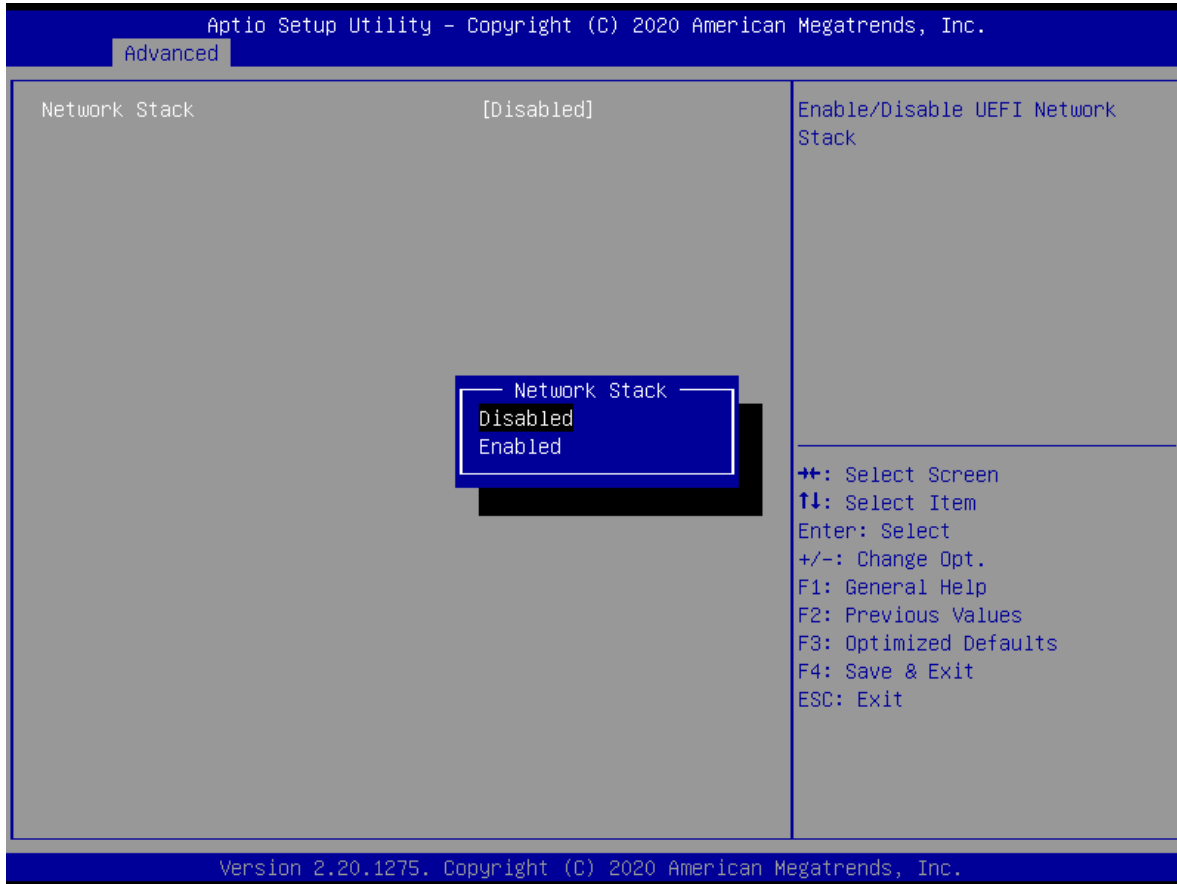 Aptio Setup Utility – Copyright (C) 2020 American Megatrends, Inc.
Advanced
Network Stack [Disabled]
Enable/Disable UEFI Network
Stack
Network Stack
Disabled
Enabled
→←: Select Screen
↑↓: Select Item
Enter: Select
+/-: Change Opt.
F1: General Help
F2: Previous Values
F3: Optimized Defaults
F4: Save & Exit
ESC: Exit
Version 2.20.1275. Copyright (C) 2020 American Megatrends, Inc.